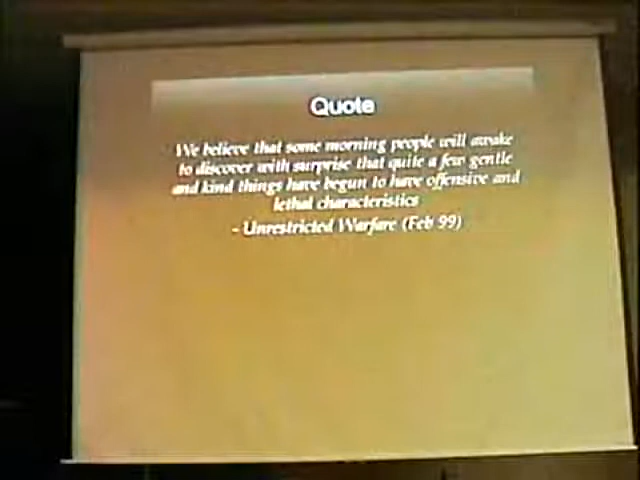 Quote
We believe that some morning people will awake
to discover with surprise that quite a few gentle
and kind things have begun to have offensive and
lethal characteristics
- Unrestricted Warfare (Feb 99)